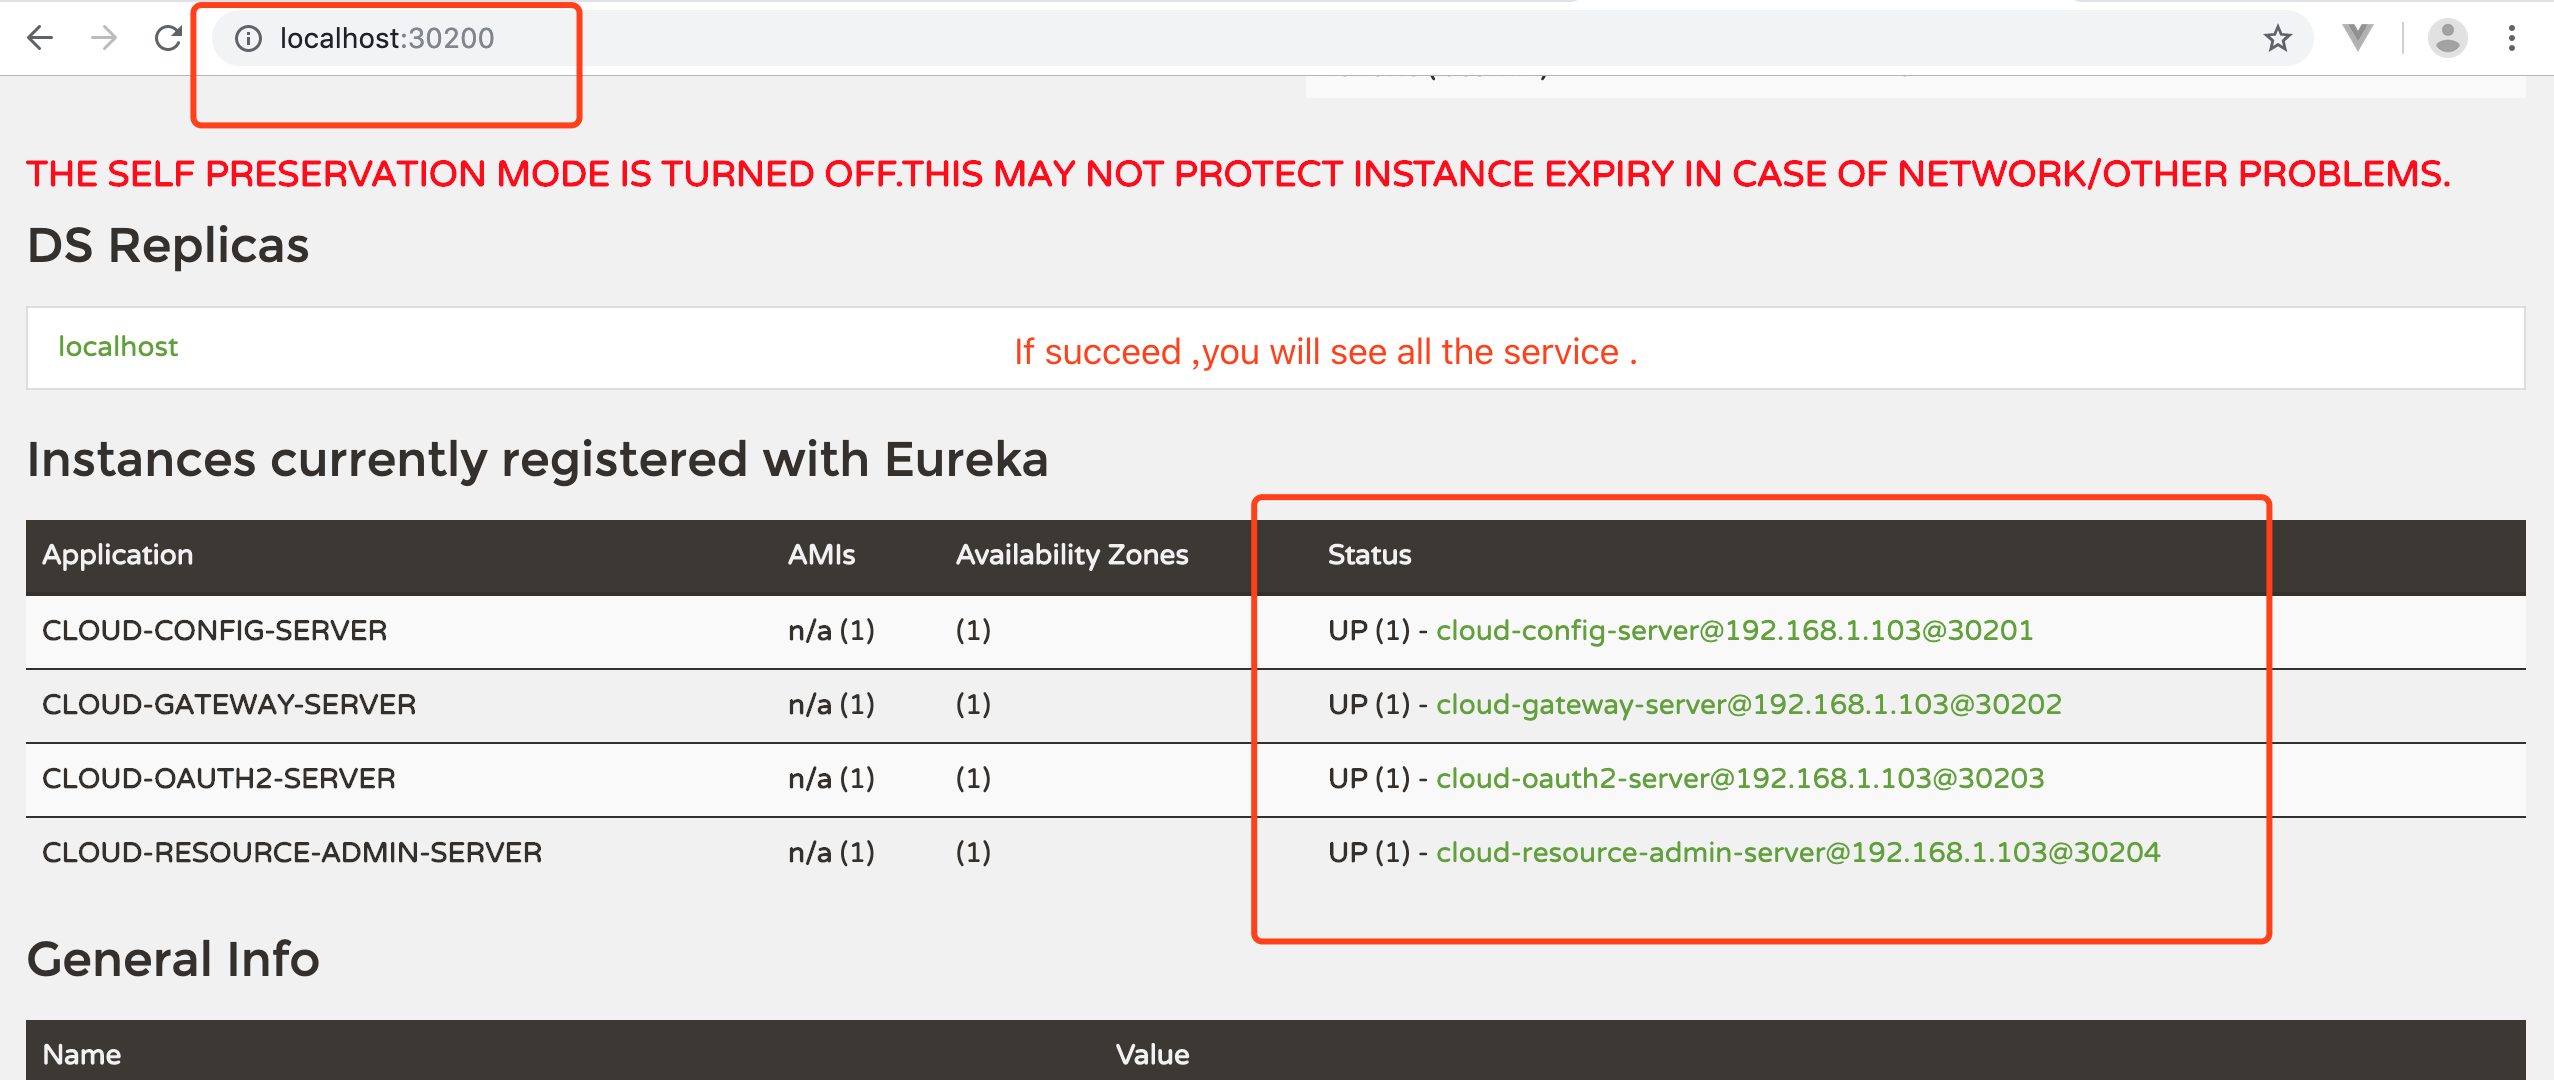 localhost:30200
THE SELF PRESERVATION MODE IS TURNED OFF.THIS MAY NOT PROTECT INSTANCE EXPIRY IN CASE OF NETWORK/OTHER PROBLEMS.
DS Replicas
localhost
If succeed ,you will see all the service .
Instances currently registered with Eureka
Application AMIs Availability Zones Status
CLOUD-CONFIG-SERVER n/a (1) (1) UP (1) - cloud-config-server@192.168.1.103@30201
CLOUD-GATEWAY-SERVER n/a (1) (1) UP (1) - cloud-gateway-server@192.168.1.103@30202
CLOUD-OAUTH2-SERVER n/a (1) (1) UP (1) - cloud-oauth2-server@192.168.1.103@30203
CLOUD-RESOURCE-ADMIN-SERVER n/a (1) (1) UP (1) - cloud-resource-admin-server@192.168.1.103@30204
General Info
Name Value